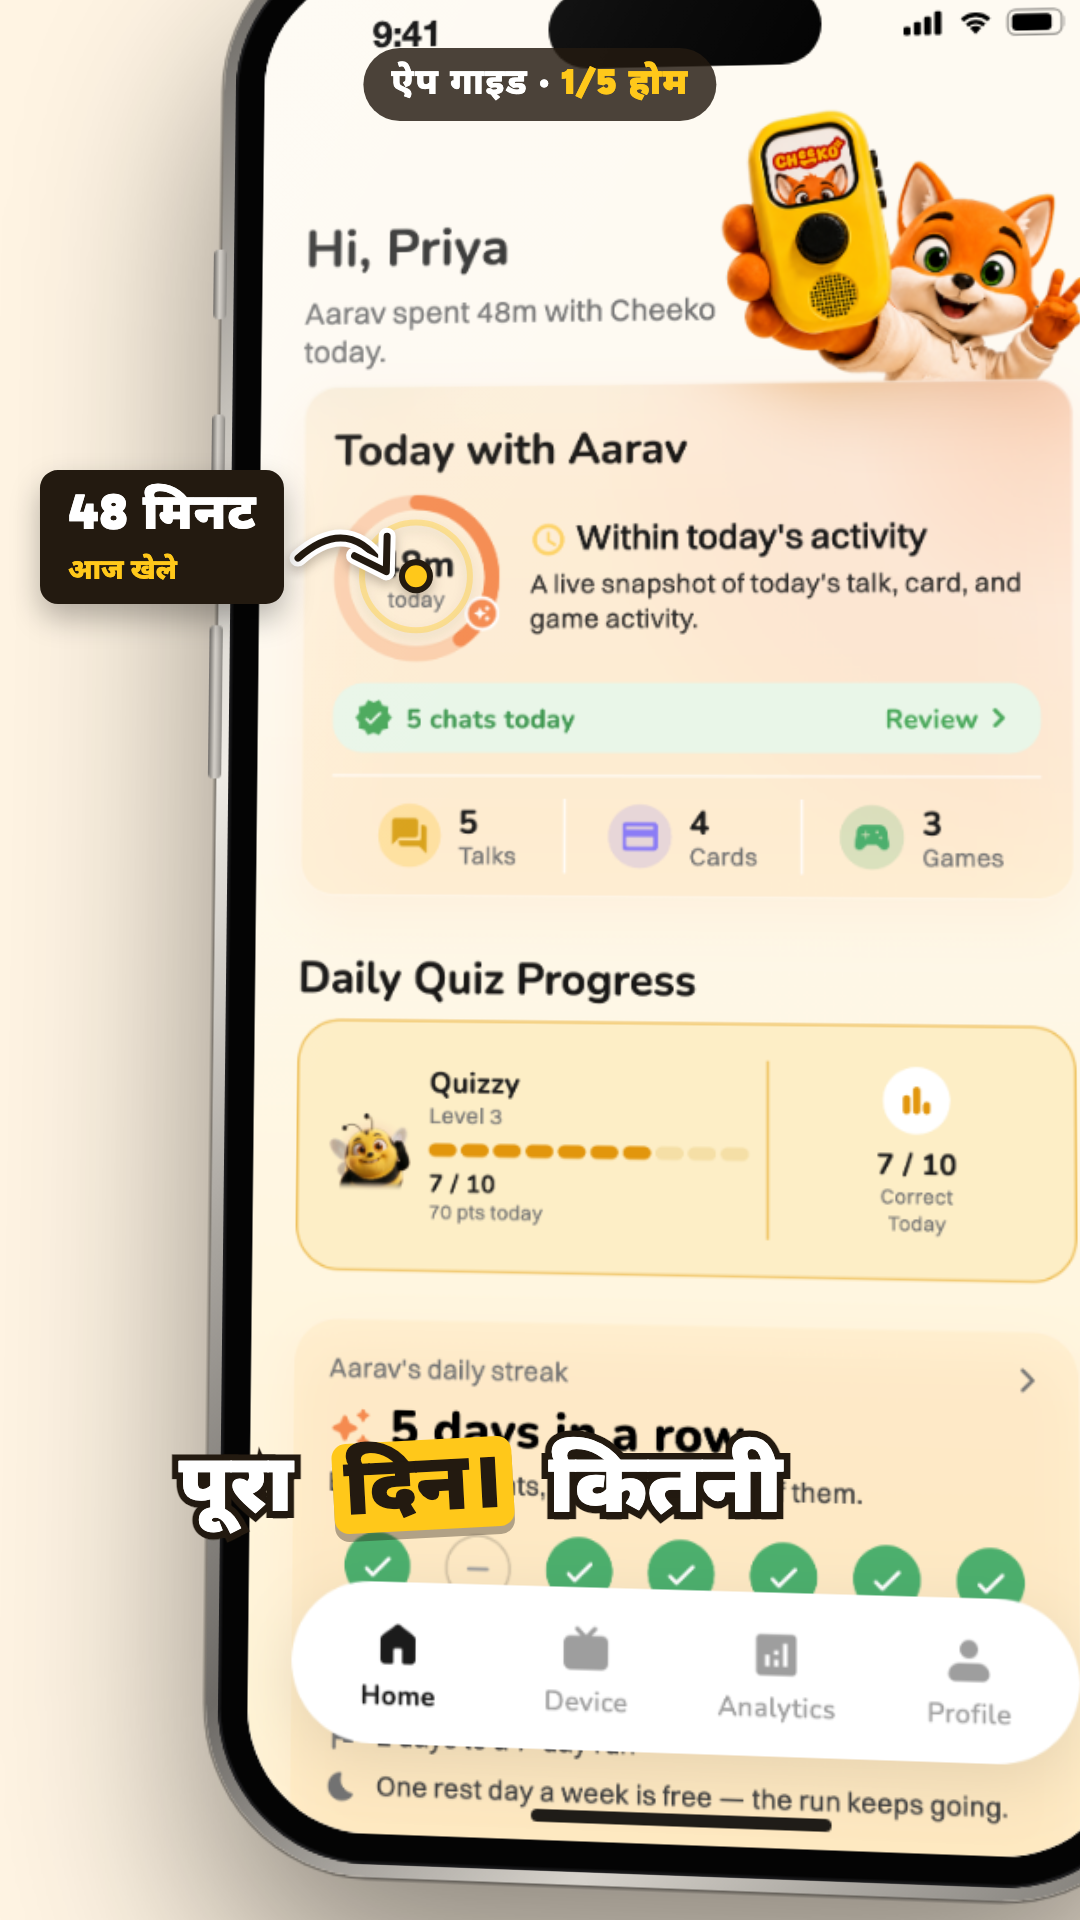 9:41
ऐप गाइड · 1/5 होम
CHEEKO
Hi, Priya
Aarav spent 48m with Cheeko
today.
Today with Aarav
48 मिनट
आज खेले
today
Within today's activity
A live snapshot of today's talk, card, and
game activity.
5 chats today
Review
5
Talks
4
Cards
3
Games
Daily Quiz Progress
Quizzy
Level 3
7 / 10
70 pts today
7 / 10
Correct
Today
Aarav's daily streak
5 days in a row
them.
पूरा दिन। कितनी
Home
Device
Analytics
Profile
One rest day a week is free — the run keeps going.